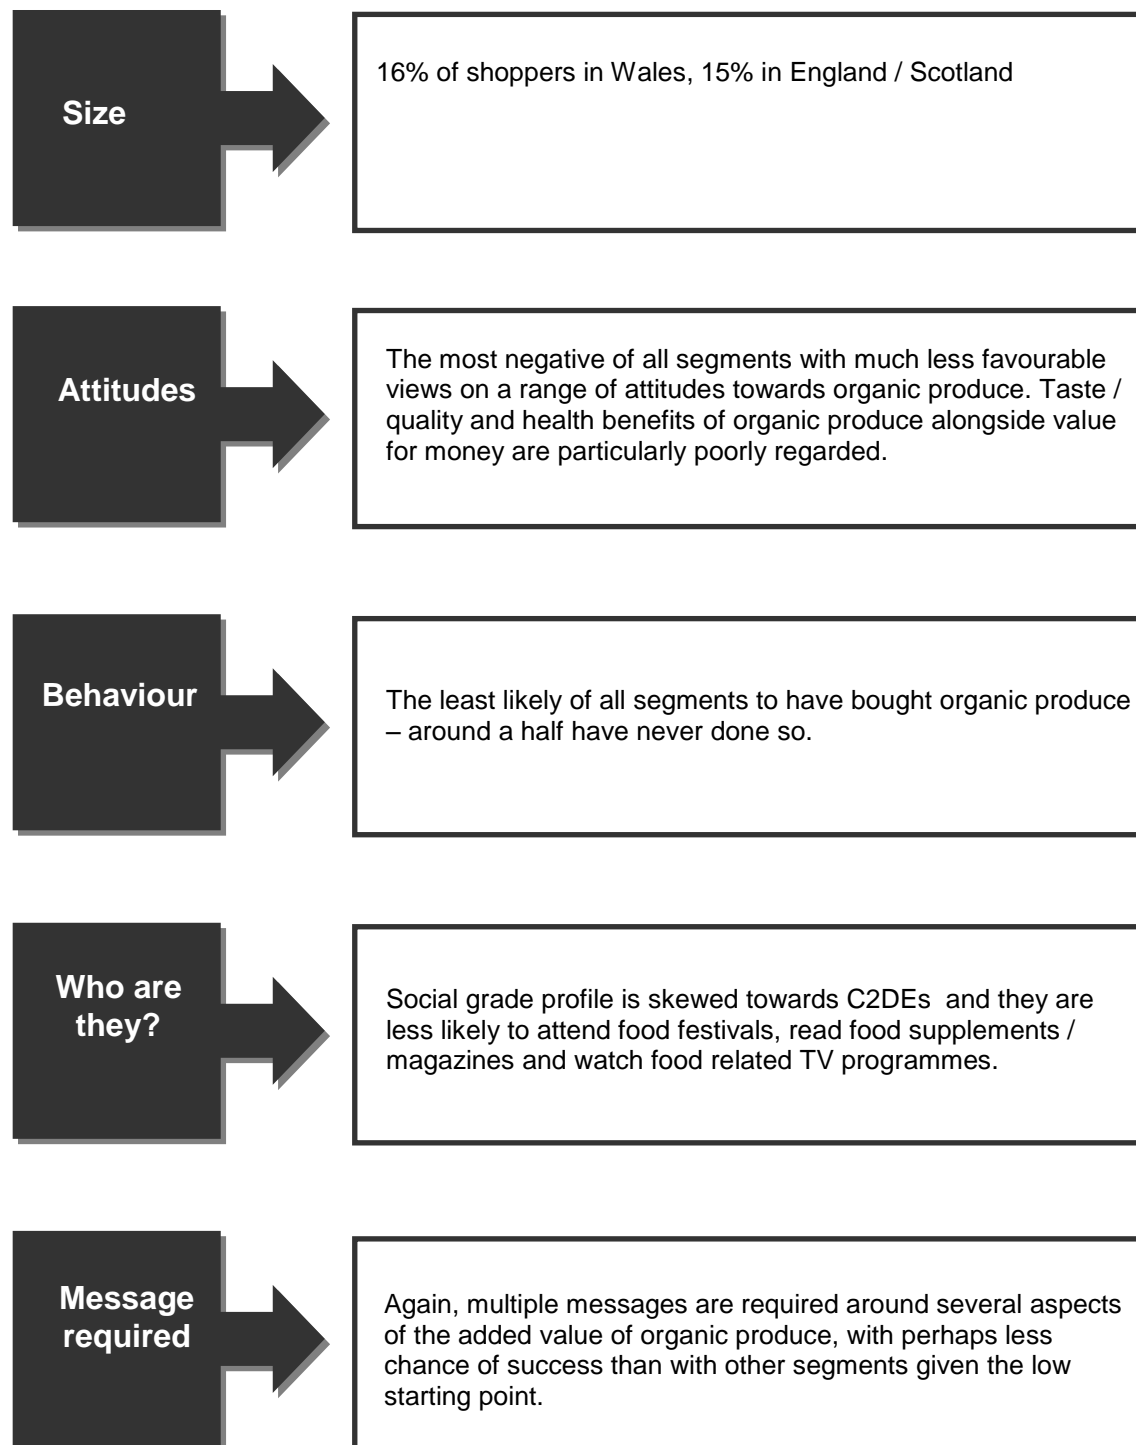 Size
16% of shoppers in Wales, 15% in England / Scotland
Attitudes
The most negative of all segments with much less favourable
views on a range of attitudes towards organic produce. Taste /
quality and health benefits of organic produce alongside value
for money are particularly poorly regarded.
Behaviour
The least likely of all segments to have bought organic produce
– around a half have never done so.
Who are
they?
Social grade profile is skewed towards C2DEs  and they are
less likely to attend food festivals, read food supplements /
magazines and watch food related TV programmes.
Message
required
Again, multiple messages are required around several aspects
of the added value of organic produce, with perhaps less
chance of success than with other segments given the low
starting point.